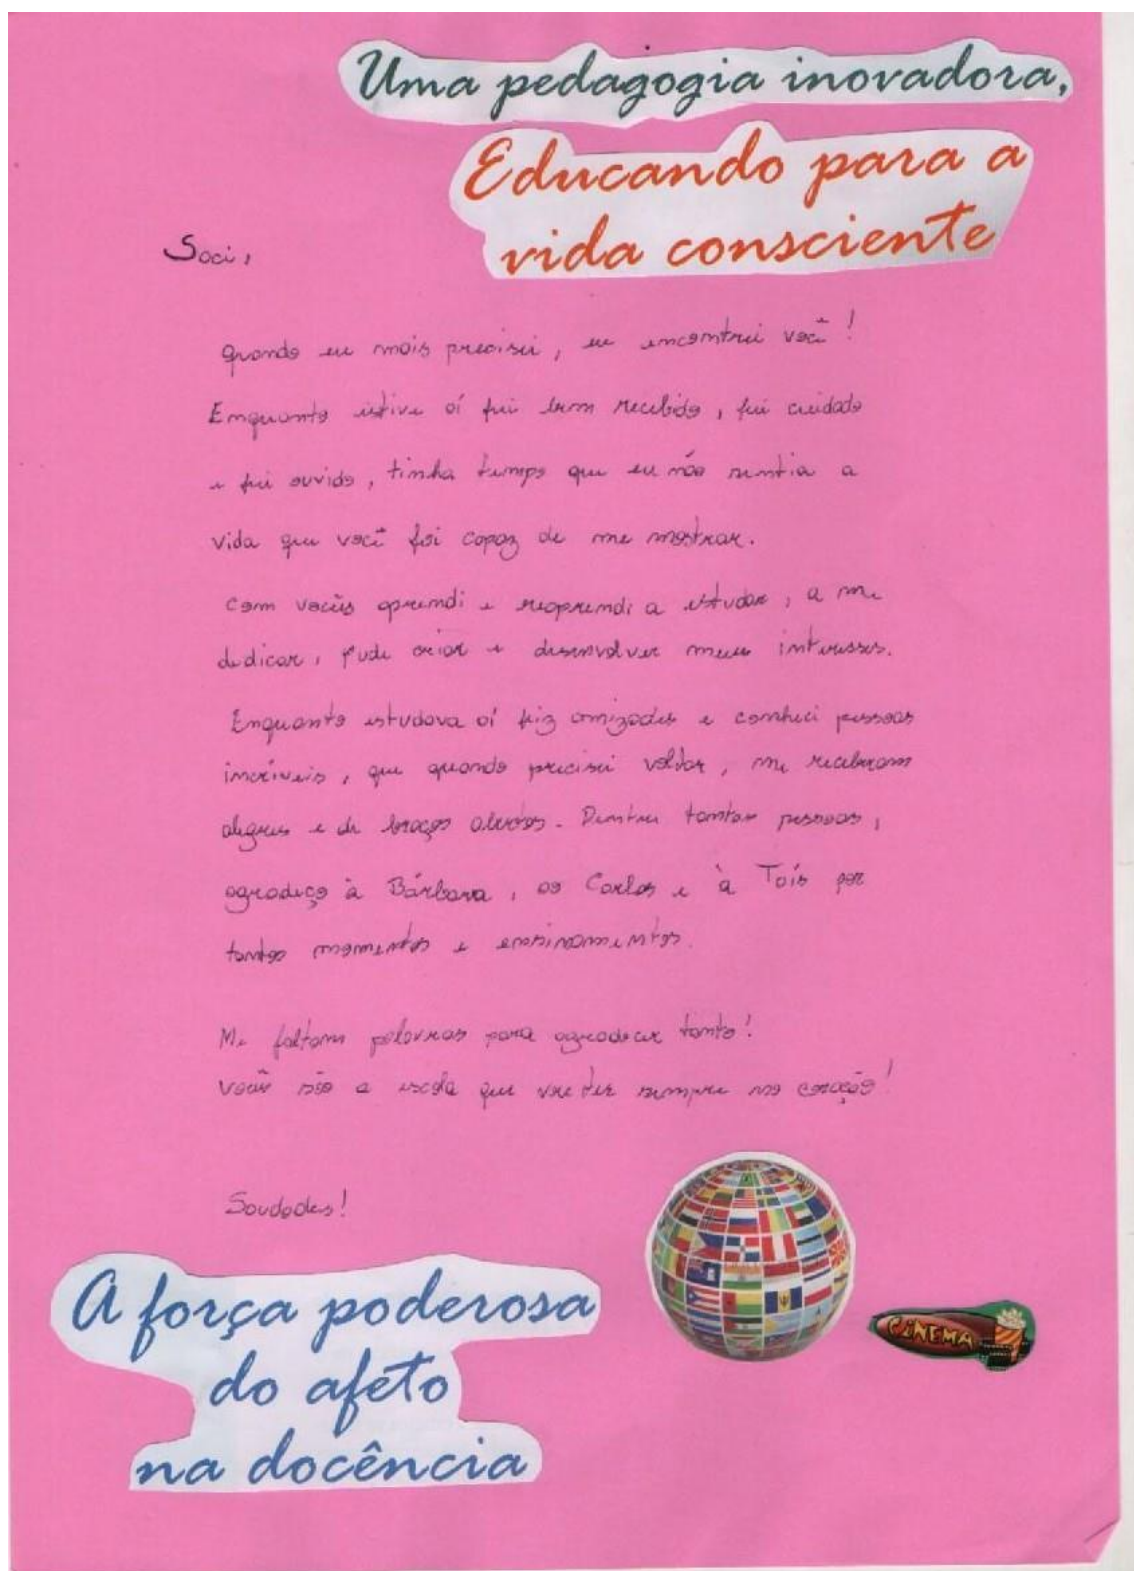 Uma pedagogia inovadora,
Educando para a
vida consciente
Soci,
Quando eu mais precisei, eu encontrei você!
Enquanto estive aí fui bem recebido, fui cuidado
e fui ouvido, tinha tempo que eu não sentia a
vida que você foi capaz de me mostrar.
Com vocês aprendi e reaprendi a estudar, a me
dedicar, pude criar e desenvolver meus interesses.
Enquanto estudava aí fiz amizades e conheci pessoas
incríveis, que quando precisei voltar, me receberam
alegres e de braços abertos. Dentre tantas pessoas,
agradeço à Bárbara, ao Carlos e à Taís por
tantos momentos e ensinamentos.
Me faltam palavras para agradecer tanto!
Vocês são a escola que vou ter sempre no coração!
Saudades!
A força poderosa
do afeto
na docência
CINEMA